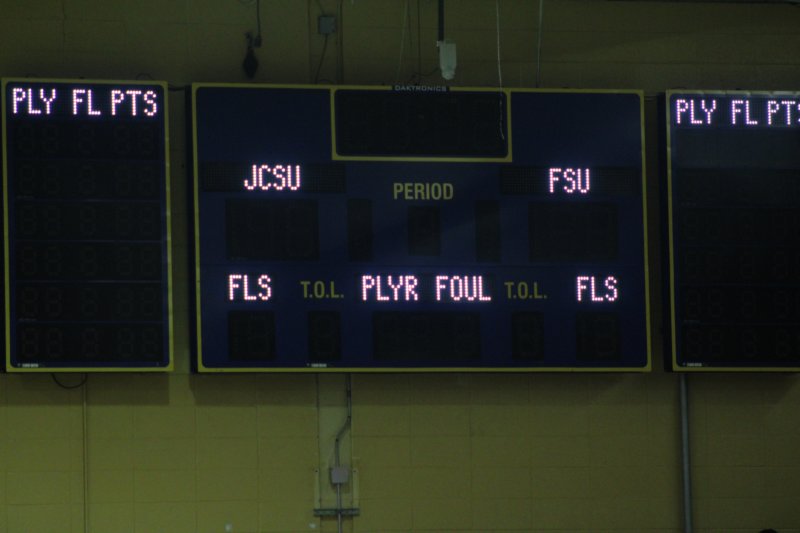 DAKTRONICS
PLY FL PTS
JCSU
PERIOD
FSU
PLY FL PTS
FLS T.O.L. PLYR FOUL T.O.L. FLS